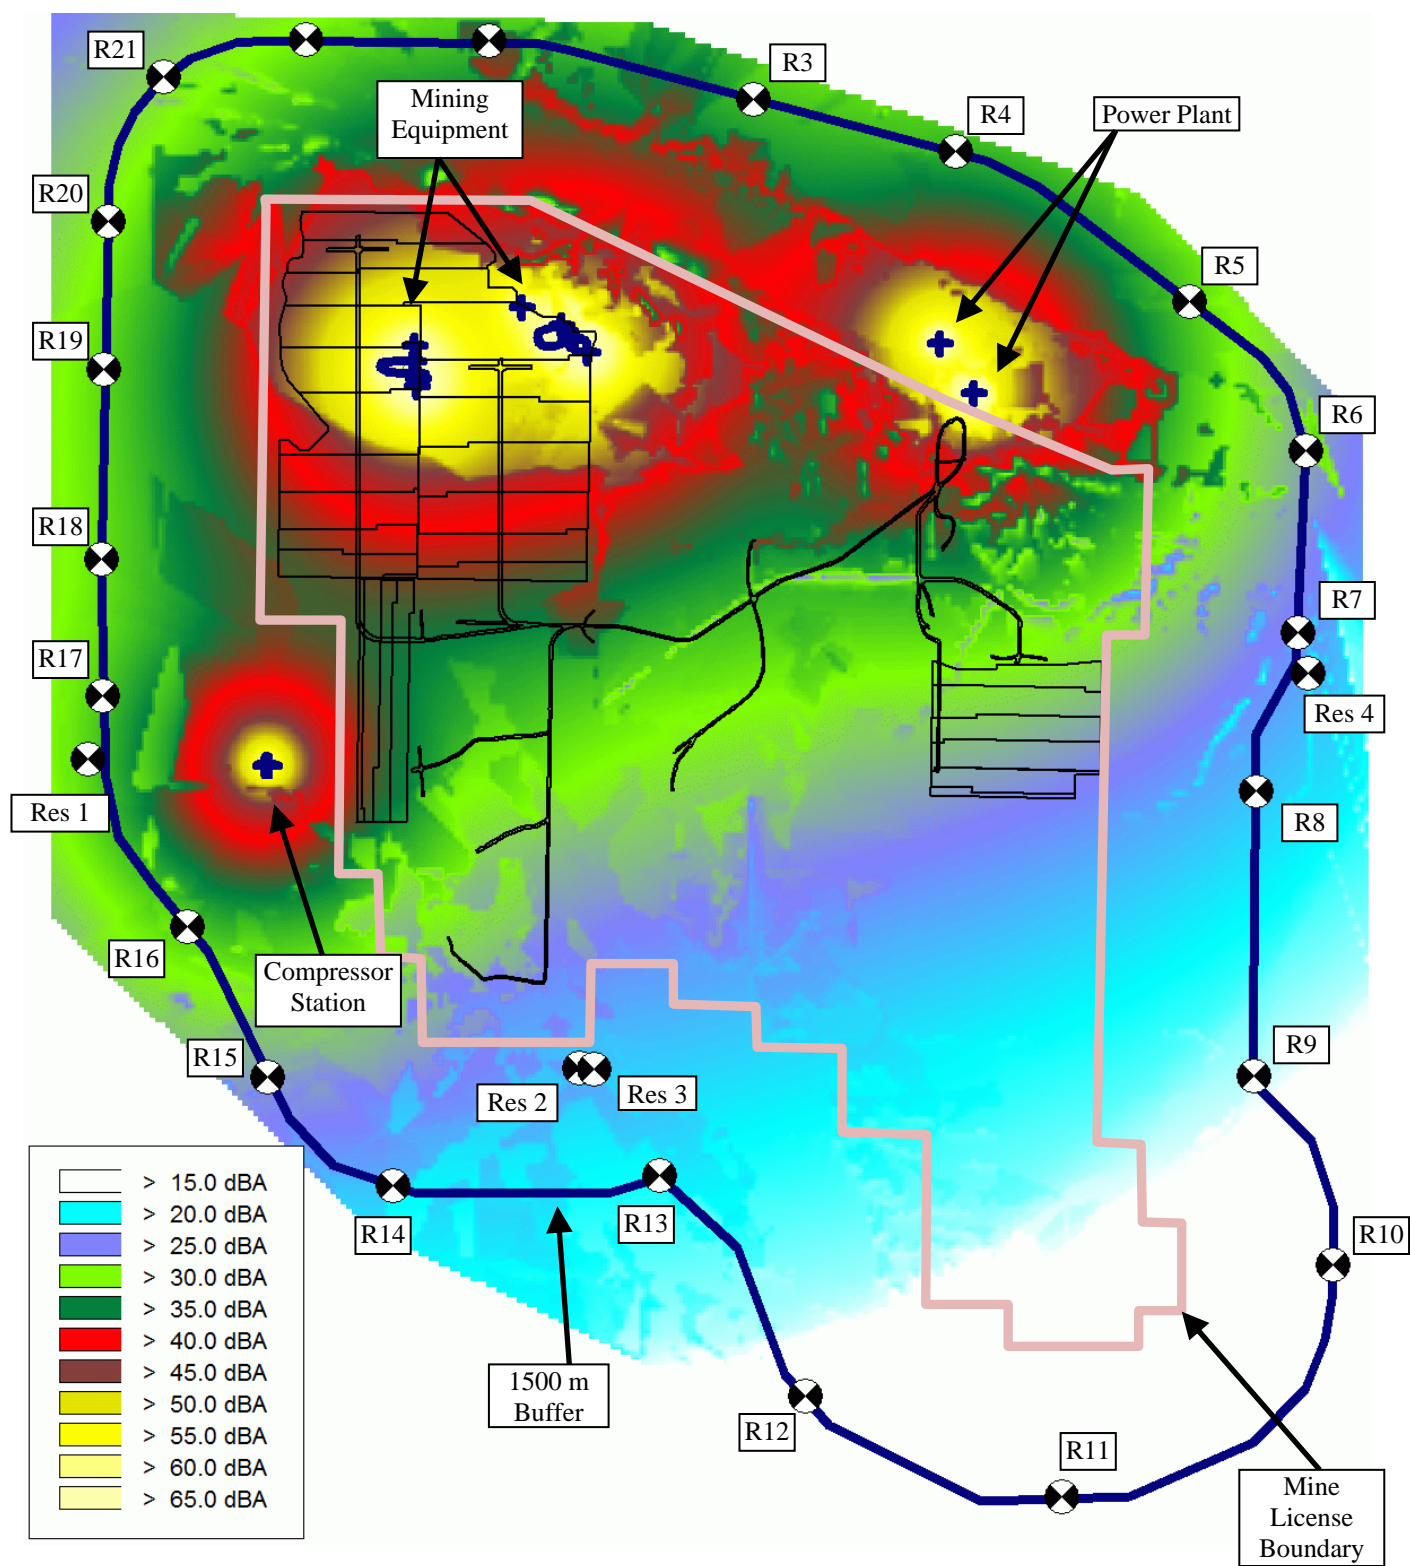 R21
R3
R4
Mining
Equipment
Power Plant
R20
R5
R19
R6
R18
R7
R17
Res 4
Res 1
R8
R16
Compressor
Station
R15
R9
Res 2
Res 3
R14
R13
R10
1500 m
Buffer
R12
R11
Mine
License
Boundary
> 15.0 dBA
> 20.0 dBA
> 25.0 dBA
> 30.0 dBA
> 35.0 dBA
> 40.0 dBA
> 45.0 dBA
> 50.0 dBA
> 55.0 dBA
> 60.0 dBA
> 65.0 dBA